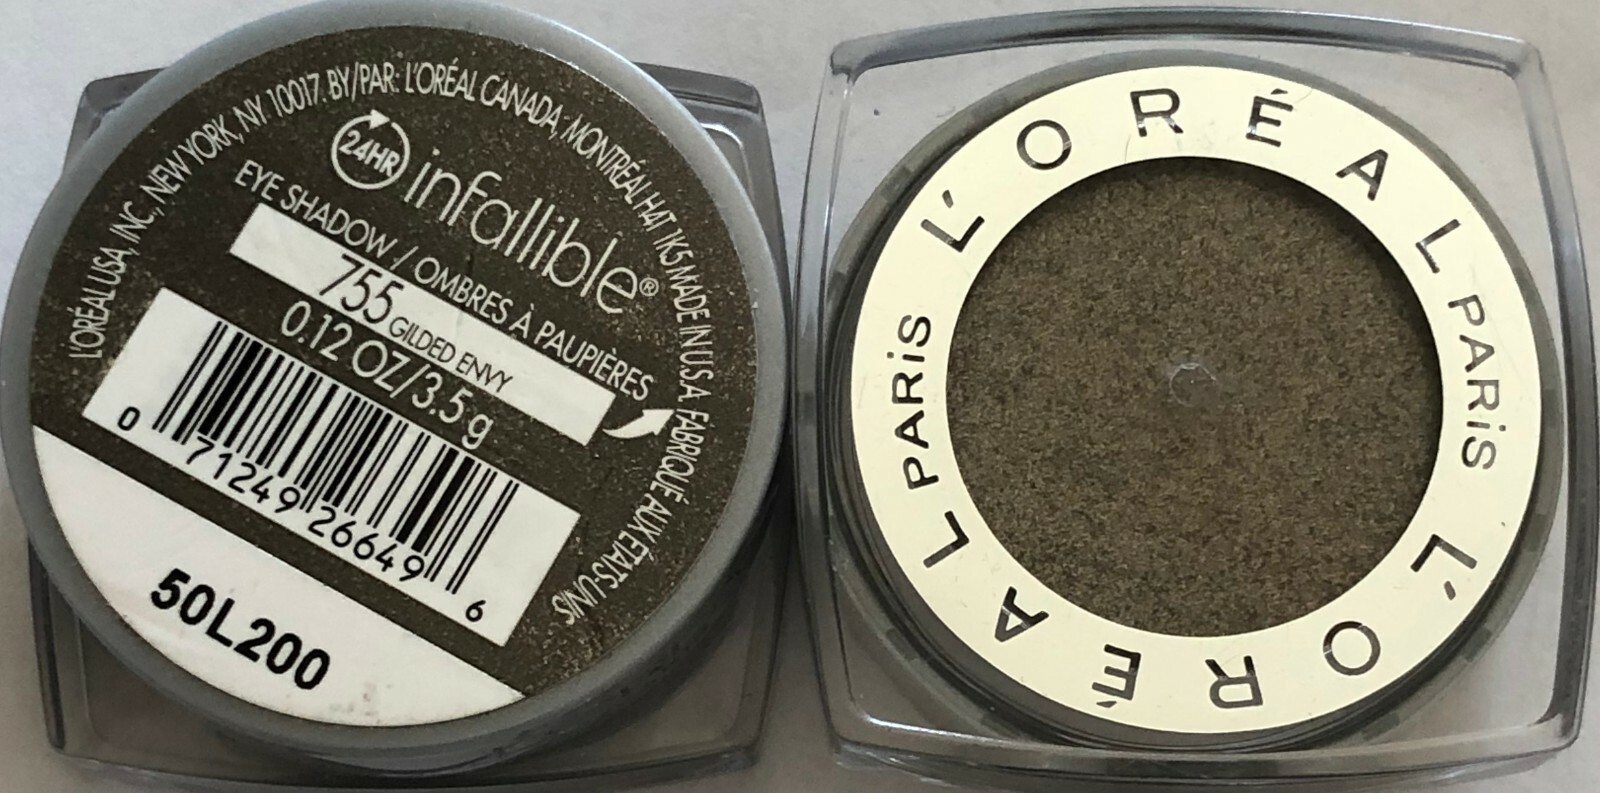 L'ORÉAL USA, INC., NEW YORK, NY 10017. BY/PAR: L'ORÉAL CANADA, MONTRÉAL H4T 1K5 MADE IN U.S.A. FABRIQUÉ AUX ÉTATS-UNIS
24HR infallible®
EYE SHADOW / OMBRES À PAUPIÈRES
755 GILDED ENVY
0.12 OZ/3.5 g
0 71249 26649 6
50L200
L'ORÉAL PARiS
L'ORÉAL PARiS